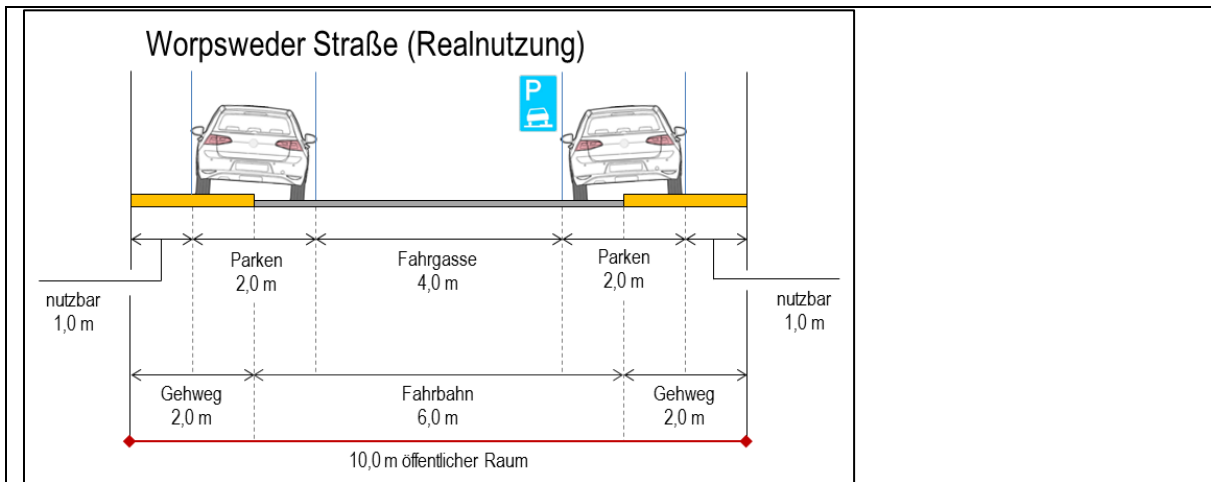 Worpsweder Straße (Realnutzung)
P
Parken
2,0 m
Fahrgasse
4,0 m
Parken
2,0 m
nutzbar
1,0 m
nutzbar
1,0 m
Gehweg
2,0 m
Fahrbahn
6,0 m
Gehweg
2,0 m
10,0 m öffentlicher Raum